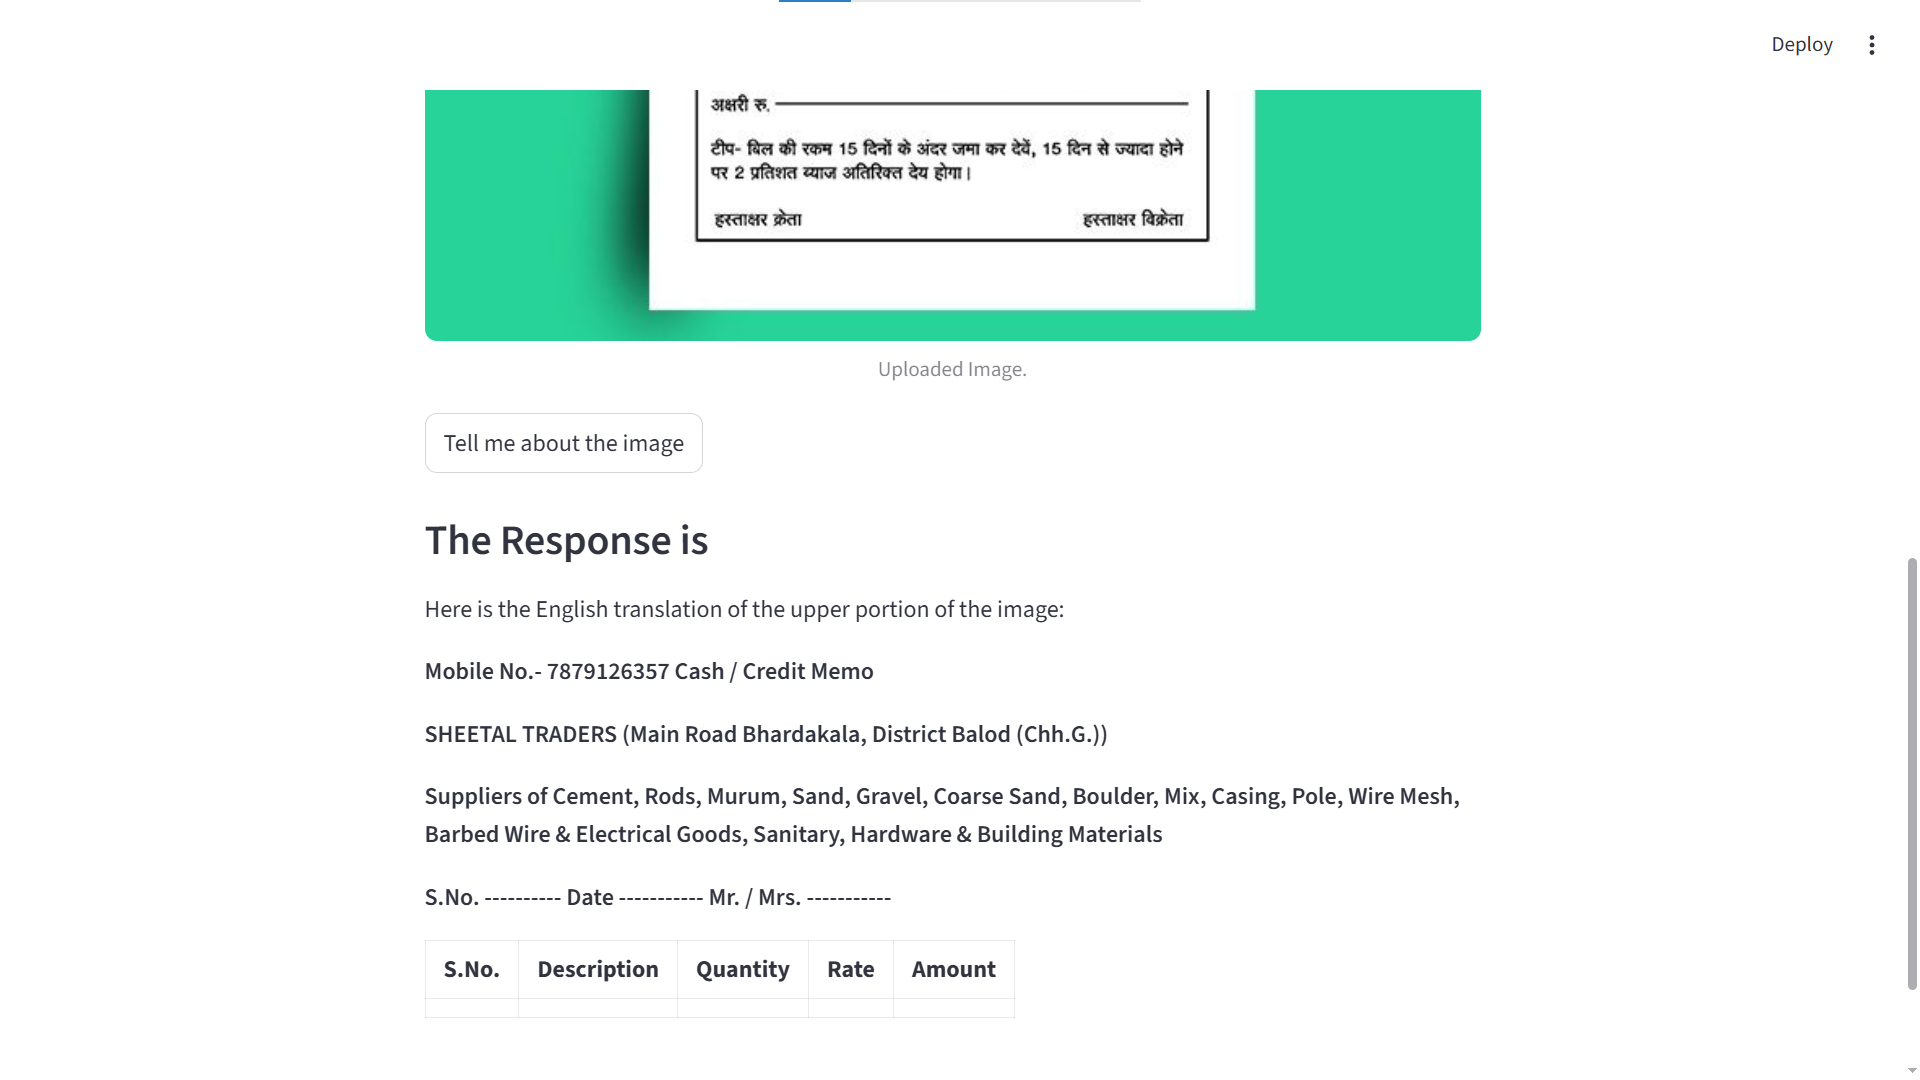 Deploy
अक्षरी रु.
टीप- बिल की रकम 15 दिनों के अंदर जमा कर देवें, 15 दिन से ज्यादा होने
पर 2 प्रतिशत ब्याज अतिरिक्त देय होगा।
हस्ताक्षर क्रेता हस्ताक्षर विक्रेता
Uploaded Image.
Tell me about the image
The Response is
Here is the English translation of the upper portion of the image:
Mobile No.- 7879126357 Cash / Credit Memo
SHEETAL TRADERS (Main Road Bhardakala, District Balod (Chh.G.))
Suppliers of Cement, Rods, Murum, Sand, Gravel, Coarse Sand, Boulder, Mix, Casing, Pole, Wire Mesh,
Barbed Wire & Electrical Goods, Sanitary, Hardware & Building Materials
S.No. ---------- Date ----------- Mr. / Mrs. -----------
S.No. Description Quantity Rate Amount